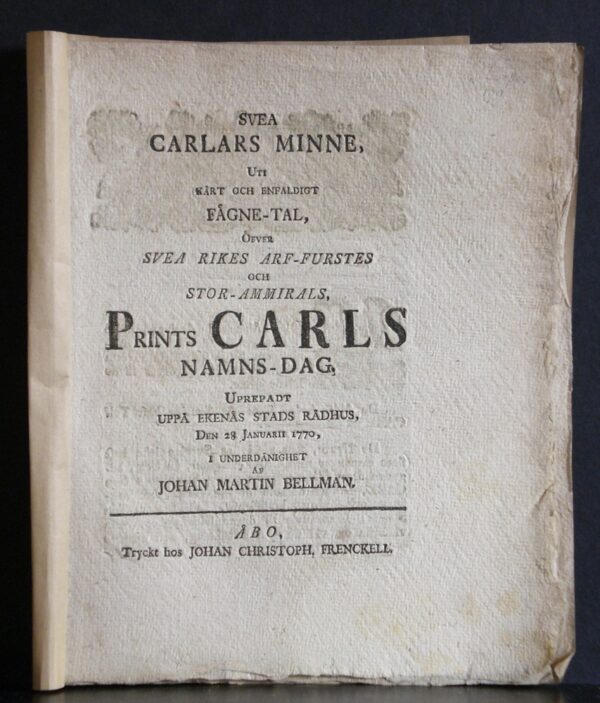 SVEA
CARLARS MINNE,
UTI
KÅRT OCH ENFALDIGT
FÅGNE-TAL,
ÖFVER
SVEA RIKES ARF-FURSTES
OCH
STOR-AMMIRALS,
PRINTS CARLS
NAMNS-DAG,
UPREPADT
UPPÅ EKENÄS STADS RÅDHUS,
DEN 28 JANUARII 1770,
I UNDERDÅNIGHET
AF
JOHAN MARTIN BELLMAN.
ÅBO,
Tryckt hos JOHAN CHRISTOPH. FRENCKELL.